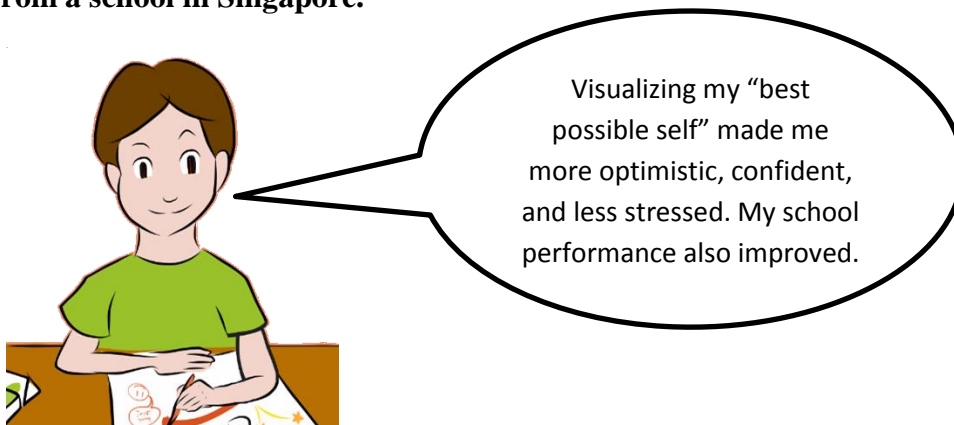 rom a school in Singapore.
Visualizing my “best
possible self” made me
more optimistic, confident,
and less stressed. My school
performance also improved.